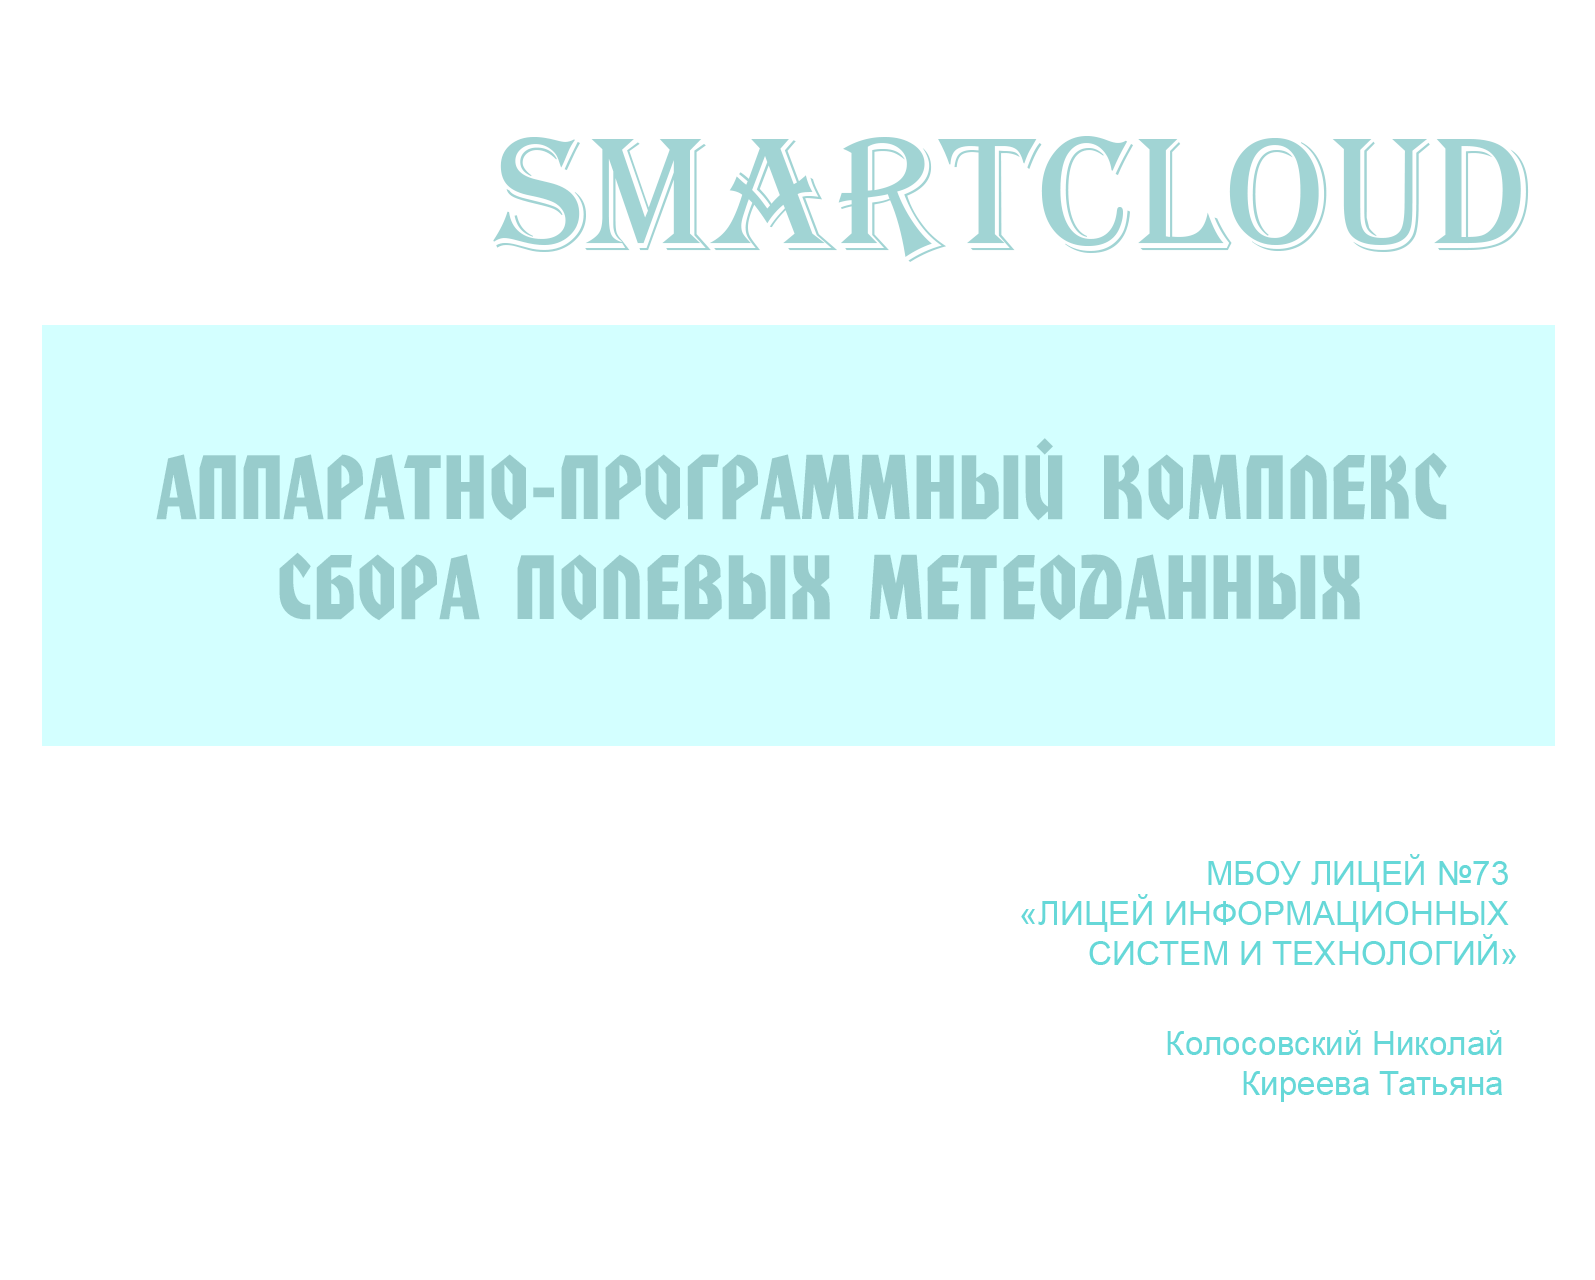 SMARTCLOUD
АППАРАТНО-ПРОГРАММНЫЙ КОМПЛЕКС
СБОРА ПОЛЕВЫХ МЕТЕОДАННЫХ
МБОУ ЛИЦЕЙ №73
«ЛИЦЕЙ ИНФОРМАЦИОННЫХ
СИСТЕМ И ТЕХНОЛОГИЙ»
Колосовский Николай
Киреева Татьяна